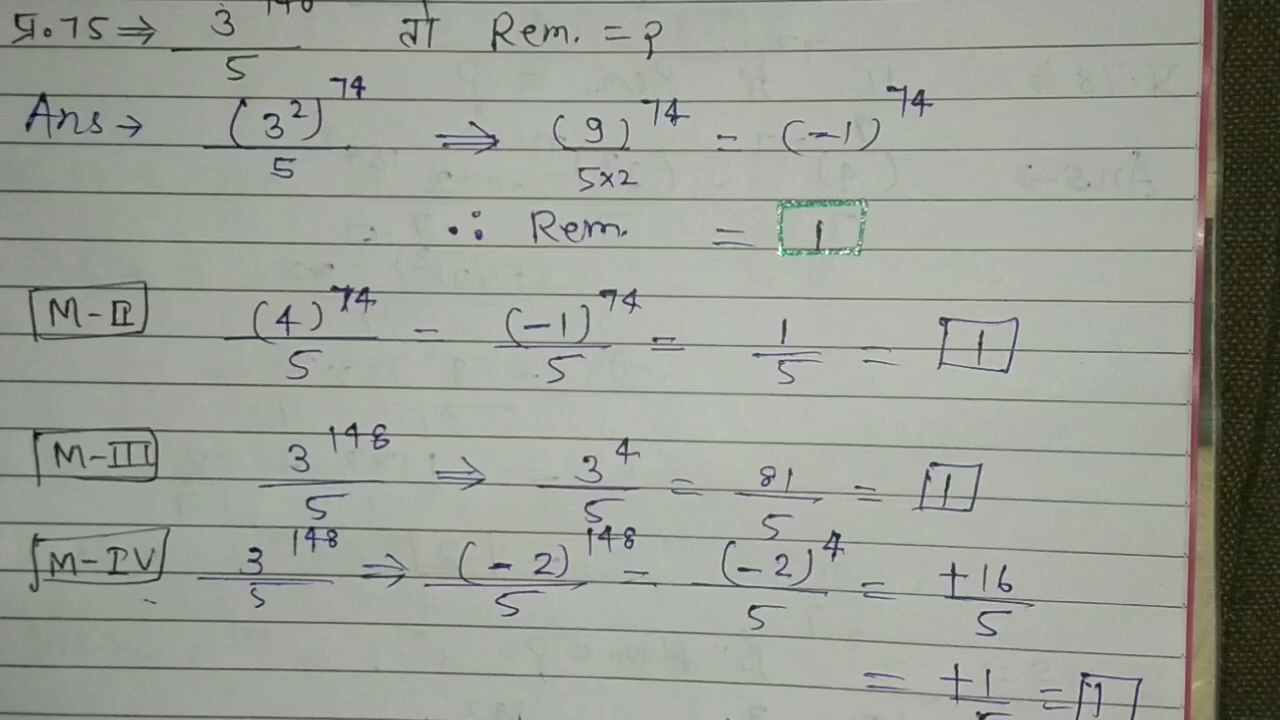 प्र.75 ⇒ 3^148/5 तो Rem. = ?
Ans → (3²)^74/5 ⇒ (9)^74/5×2 = (-1)^74
∴ Rem. = 1
M-II (4)^74/5 = (-1)^74/5 = 1/5 = 1
M-III 3^148/5 ⇒ 3^4/5 = 81/5 = 1
M-IV 3^148/5 ⇒ (-2)^148/5 = (-2)^4/5 = +16/5
= +1/5 = 1